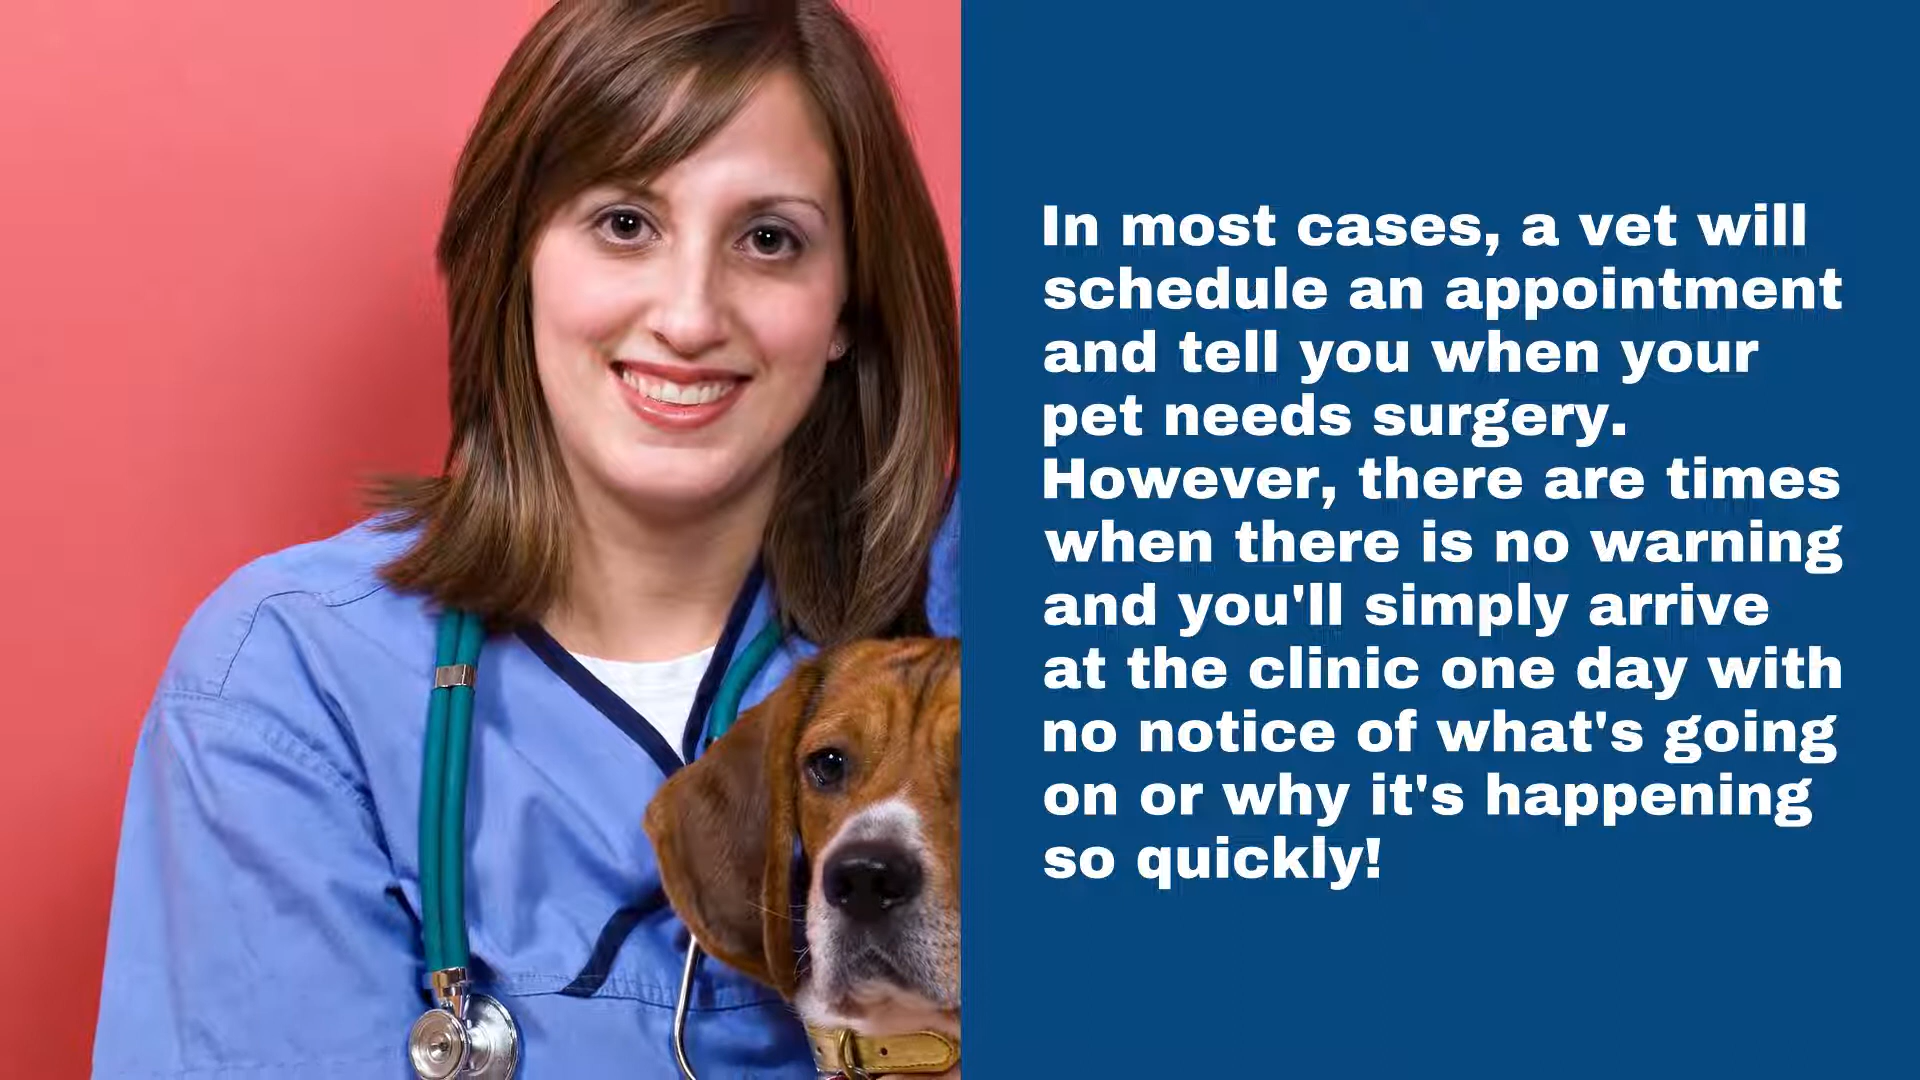 In most cases, a vet will
schedule an appointment
and tell you when your
pet needs surgery.
However, there are times
when there is no warning
and you'll simply arrive
at the clinic one day with
no notice of what's going
on or why it's happening
so quickly!